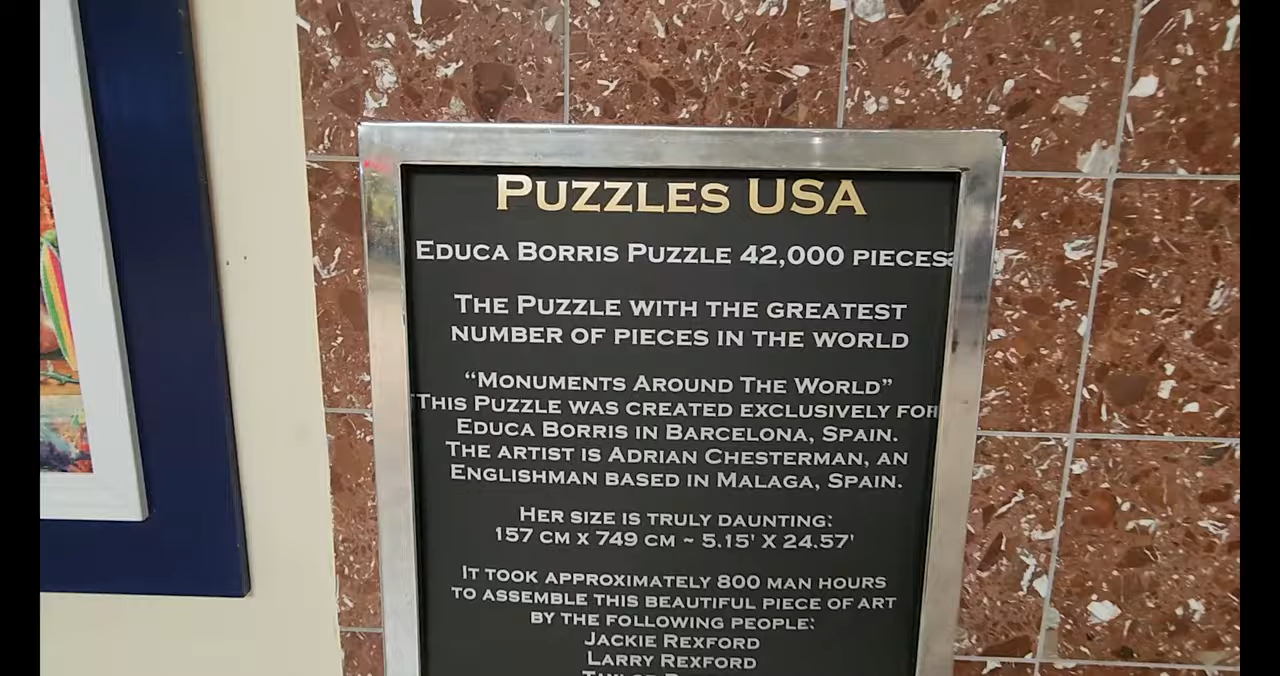 PUZZLES USA
EDUCA BORRIS PUZZLE 42,000 PIECES
THE PUZZLE WITH THE GREATEST
NUMBER OF PIECES IN THE WORLD
“MONUMENTS AROUND THE WORLD”
THIS PUZZLE WAS CREATED EXCLUSIVELY FOR
EDUCA BORRIS IN BARCELONA, SPAIN.
THE ARTIST IS ADRIAN CHESTERMAN, AN
ENGLISHMAN BASED IN MALAGA, SPAIN.
HER SIZE IS TRULY DAUNTING:
157 CM X 749 CM ~ 5.15' X 24.57'
IT TOOK APPROXIMATELY 800 MAN HOURS
TO ASSEMBLE THIS BEAUTIFUL PIECE OF ART
BY THE FOLLOWING PEOPLE:
JACKIE REXFORD
LARRY REXFORD